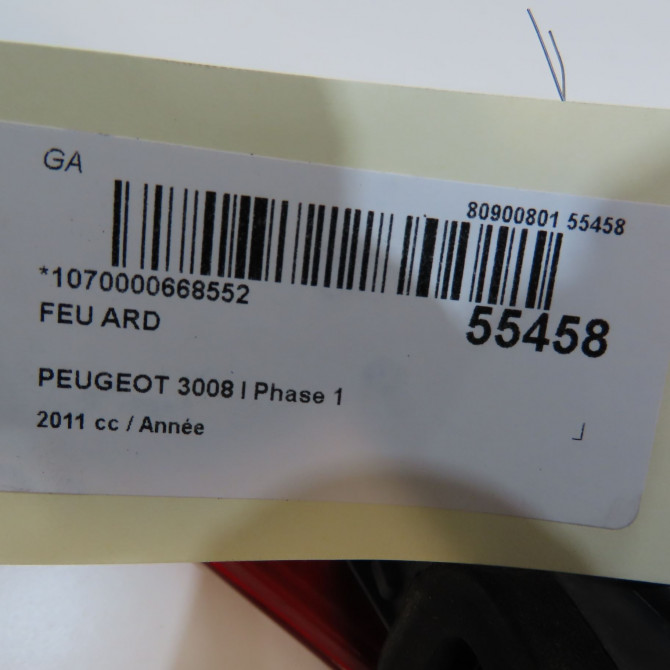 GA
80900801 55458
*1070000668552
FEU ARD
55458
PEUGEOT 3008 I Phase 1
2011 cc / Année